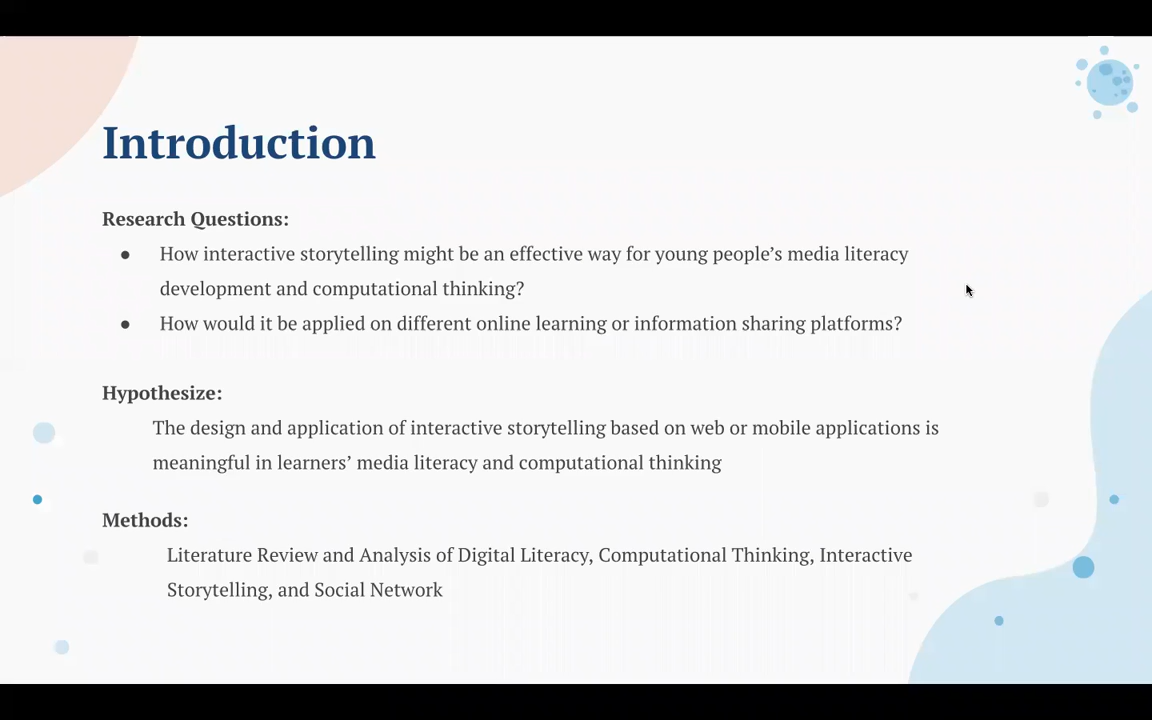 Introduction
Research Questions:
● How interactive storytelling might be an effective way for young people’s media literacy
development and computational thinking?
● How would it be applied on different online learning or information sharing platforms?
Hypothesize:
The design and application of interactive storytelling based on web or mobile applications is
meaningful in learners’ media literacy and computational thinking
Methods:
Literature Review and Analysis of Digital Literacy, Computational Thinking, Interactive
Storytelling, and Social Network